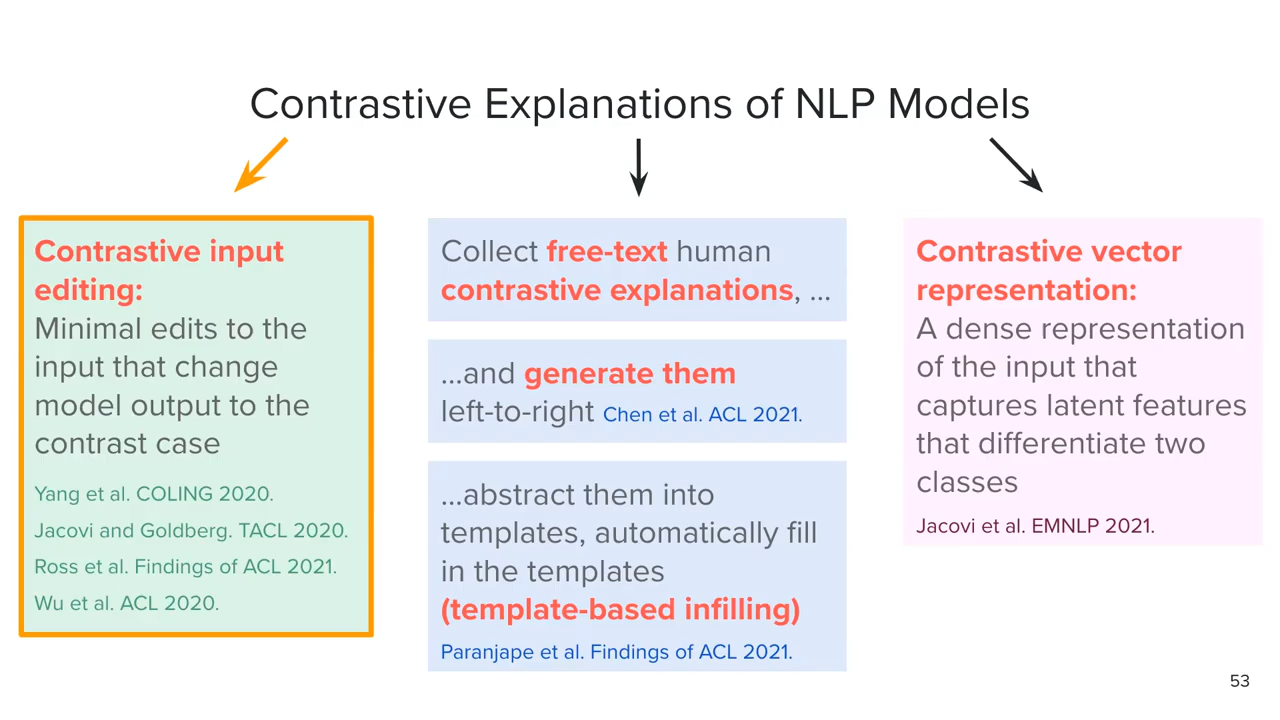 Contrastive Explanations of NLP Models
Contrastive input
editing:
Minimal edits to the
input that change
model output to the
contrast case
Yang et al. COLING 2020.
Jacovi and Goldberg. TACL 2020.
Ross et al. Findings of ACL 2021.
Wu et al. ACL 2020.
Collect free-text human
contrastive explanations, ...
...and generate them
left-to-right Chen et al. ACL 2021.
...abstract them into
templates, automatically fill
in the templates
(template-based infilling)
Paranjape et al. Findings of ACL 2021.
Contrastive vector
representation:
A dense representation
of the input that
captures latent features
that differentiate two
classes
Jacovi et al. EMNLP 2021.
53